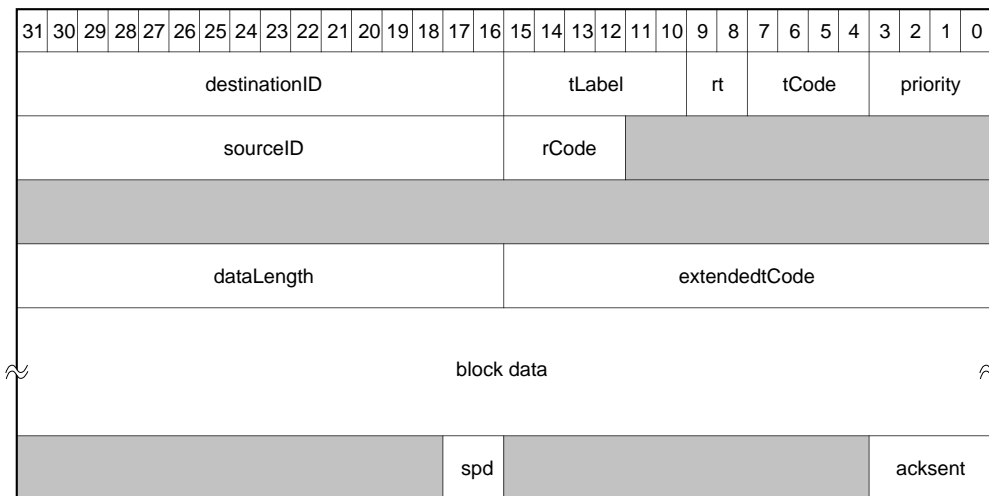 31 30 29 28 27 26 25 24 23 22 21 20 19 18 17 16 15 14 13 12 11 10 9 8 7 6 5 4 3 2 1 0
destinationID tLabel rt tCode priority
sourceID rCode
dataLength extendedtCode
block data
spd acksent